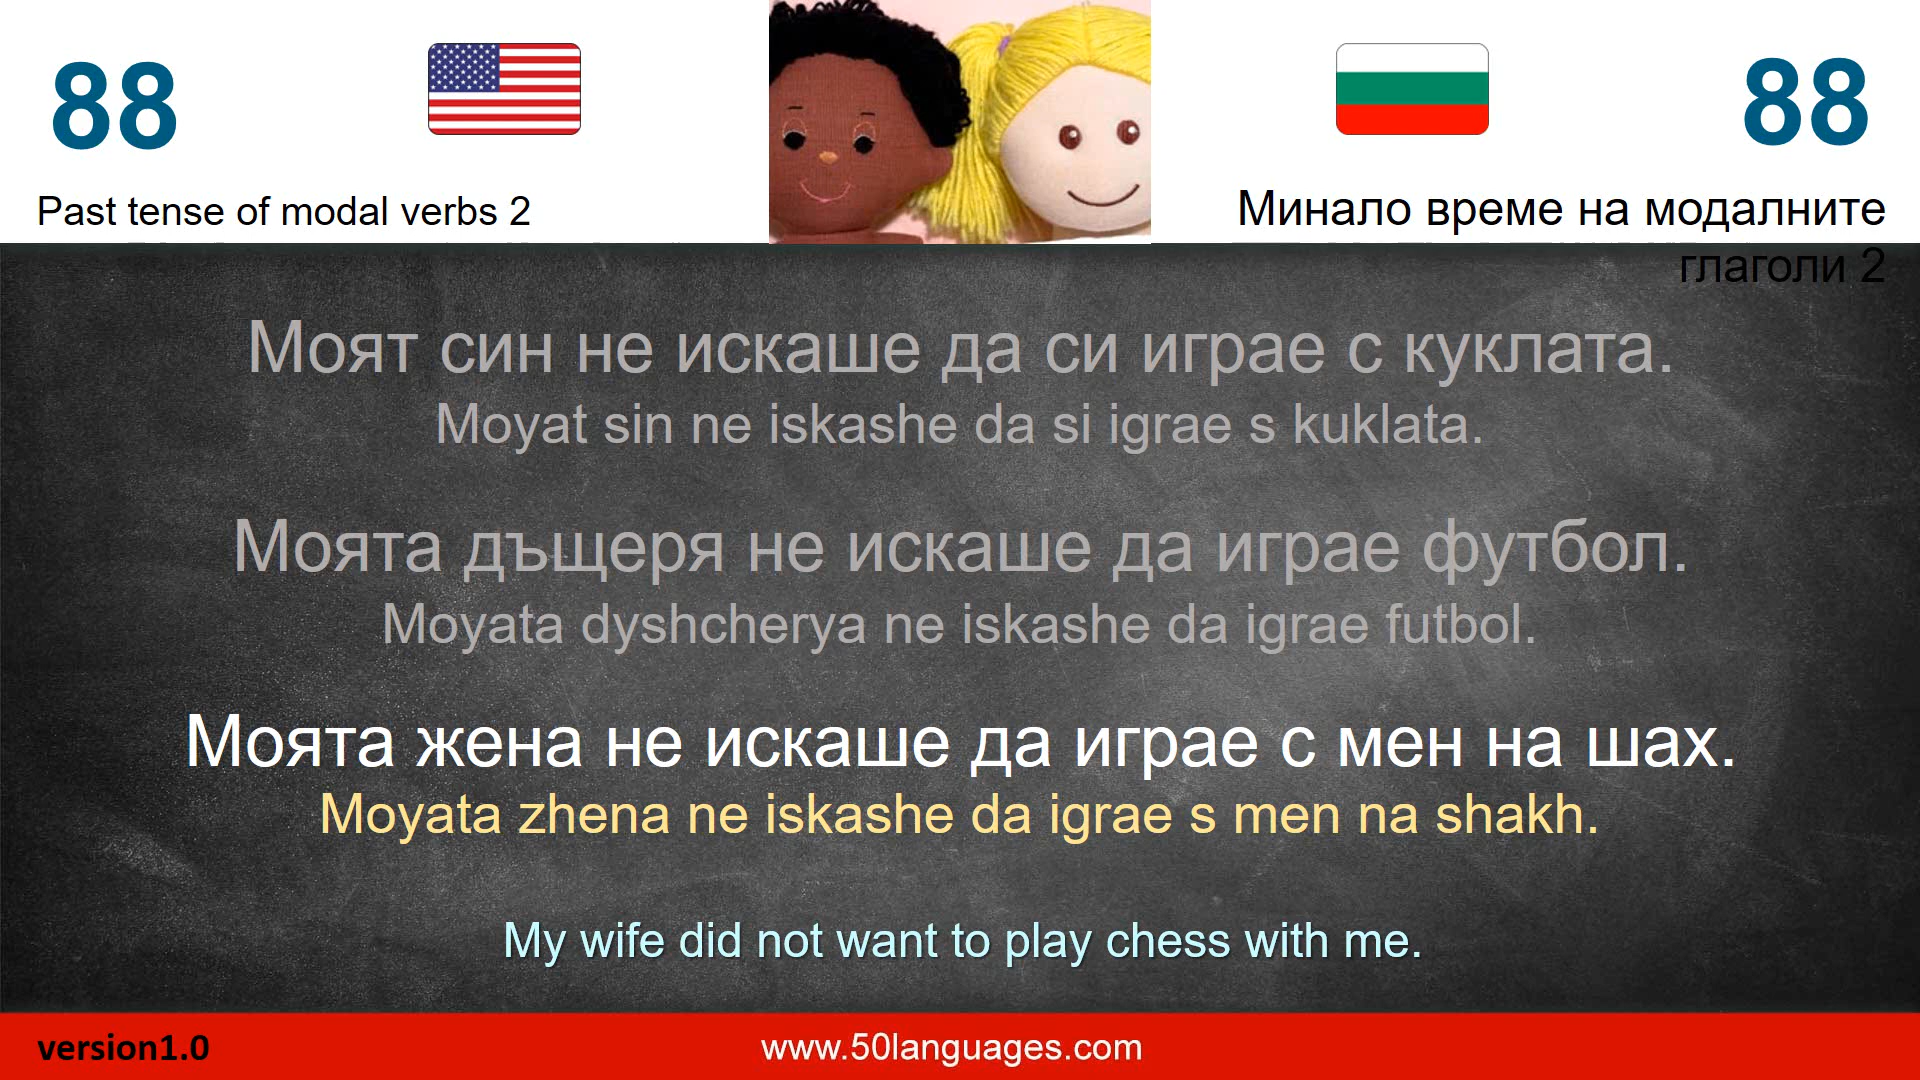 88
88
Past tense of modal verbs 2
Минало време на модалните
глаголи 2
Моят син не искаше да си играе с куклата.
Moyat sin ne iskashe da si igrae s kuklata.
Моята дъщеря не искаше да играе футбол.
Moyata dyshcherya ne iskashe da igrae futbol.
Моята жена не искаше да играе с мен на шах.
Moyata zhena ne iskashe da igrae s men na shakh.
My wife did not want to play chess with me.
version1.0
www.50languages.com